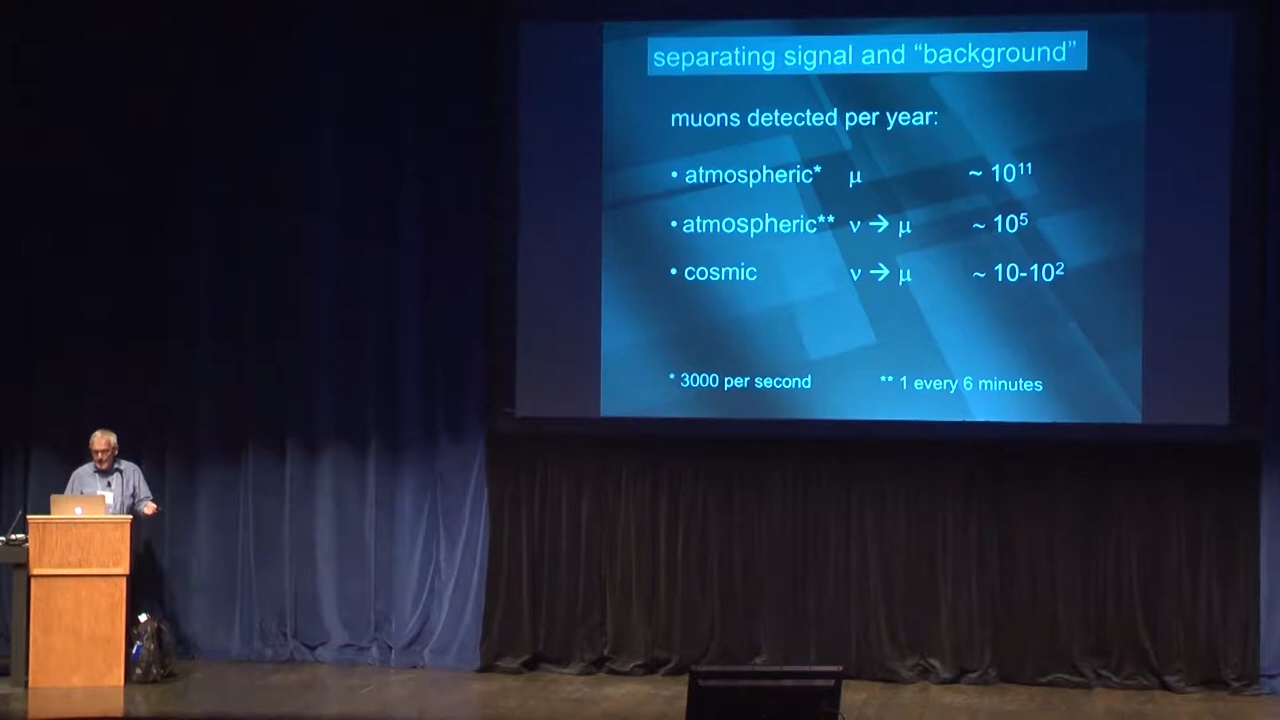 separating signal and “background”
muons detected per year:
• atmospheric* μ ~ 10¹¹
• atmospheric** ν → μ ~ 10⁵
• cosmic ν → μ ~ 10-10²
* 3000 per second ** 1 every 6 minutes